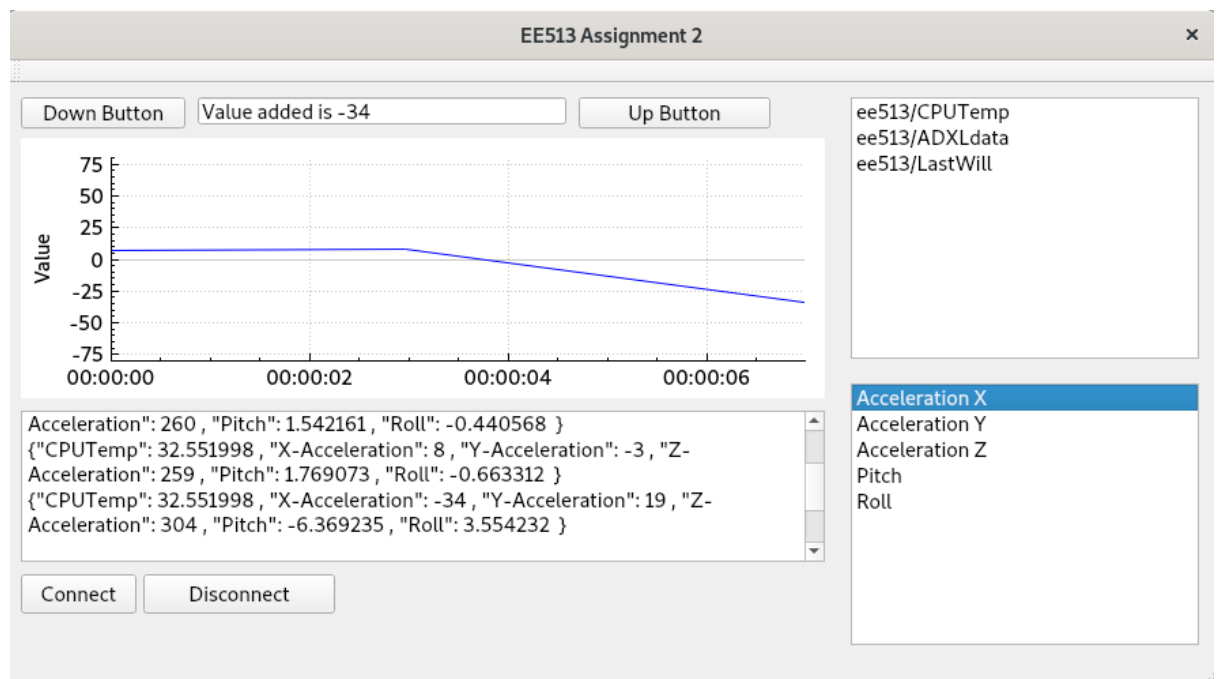 EE513 Assignment 2
×
Down Button
Value added is -34
Up Button
75
50
25
0
-25
-50
-75
Value
00:00:00
00:00:02
00:00:04
00:00:06
Acceleration": 260 , "Pitch": 1.542161 , "Roll": -0.440568 }
{"CPUTemp": 32.551998 , "X-Acceleration": 8 , "Y-Acceleration": -3 , "Z-
Acceleration": 259 , "Pitch": 1.769073 , "Roll": -0.663312 }
{"CPUTemp": 32.551998 , "X-Acceleration": -34 , "Y-Acceleration": 19 , "Z-
Acceleration": 304 , "Pitch": -6.369235 , "Roll": 3.554232 }
Connect
Disconnect
ee513/CPUTemp
ee513/ADXLdata
ee513/LastWill
Acceleration X
Acceleration Y
Acceleration Z
Pitch
Roll